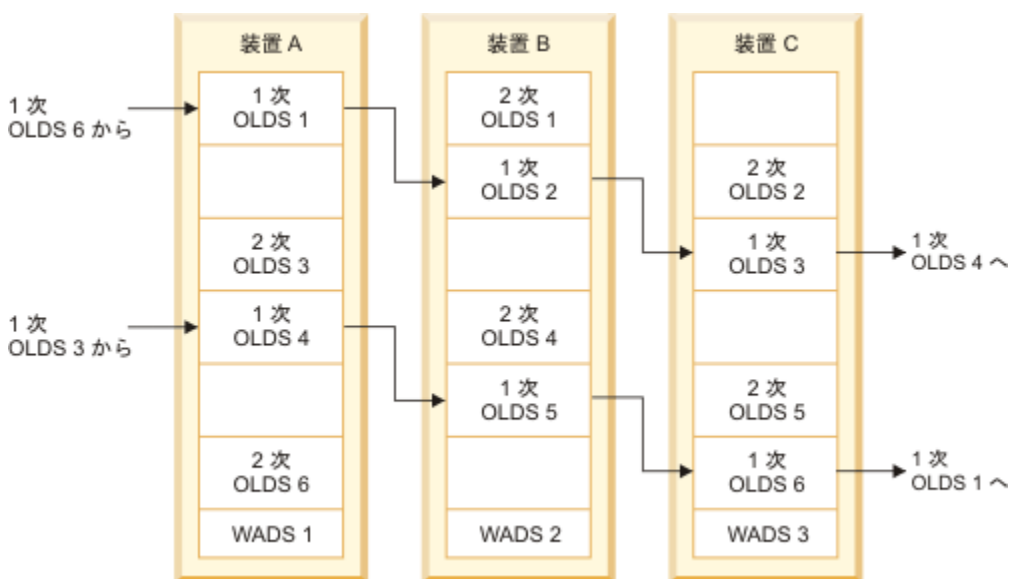 装置 A
装置 B
装置 C
1 次
OLDS 6 から
1 次
OLDS 1
2 次
OLDS 1
1 次
OLDS 2
2 次
OLDS 2
2 次
OLDS 3
1 次
OLDS 3
1 次
OLDS 4 へ
1 次
OLDS 3 から
1 次
OLDS 4
2 次
OLDS 4
1 次
OLDS 5
2 次
OLDS 5
2 次
OLDS 6
1 次
OLDS 6
1 次
OLDS 1 へ
WADS 1
WADS 2
WADS 3